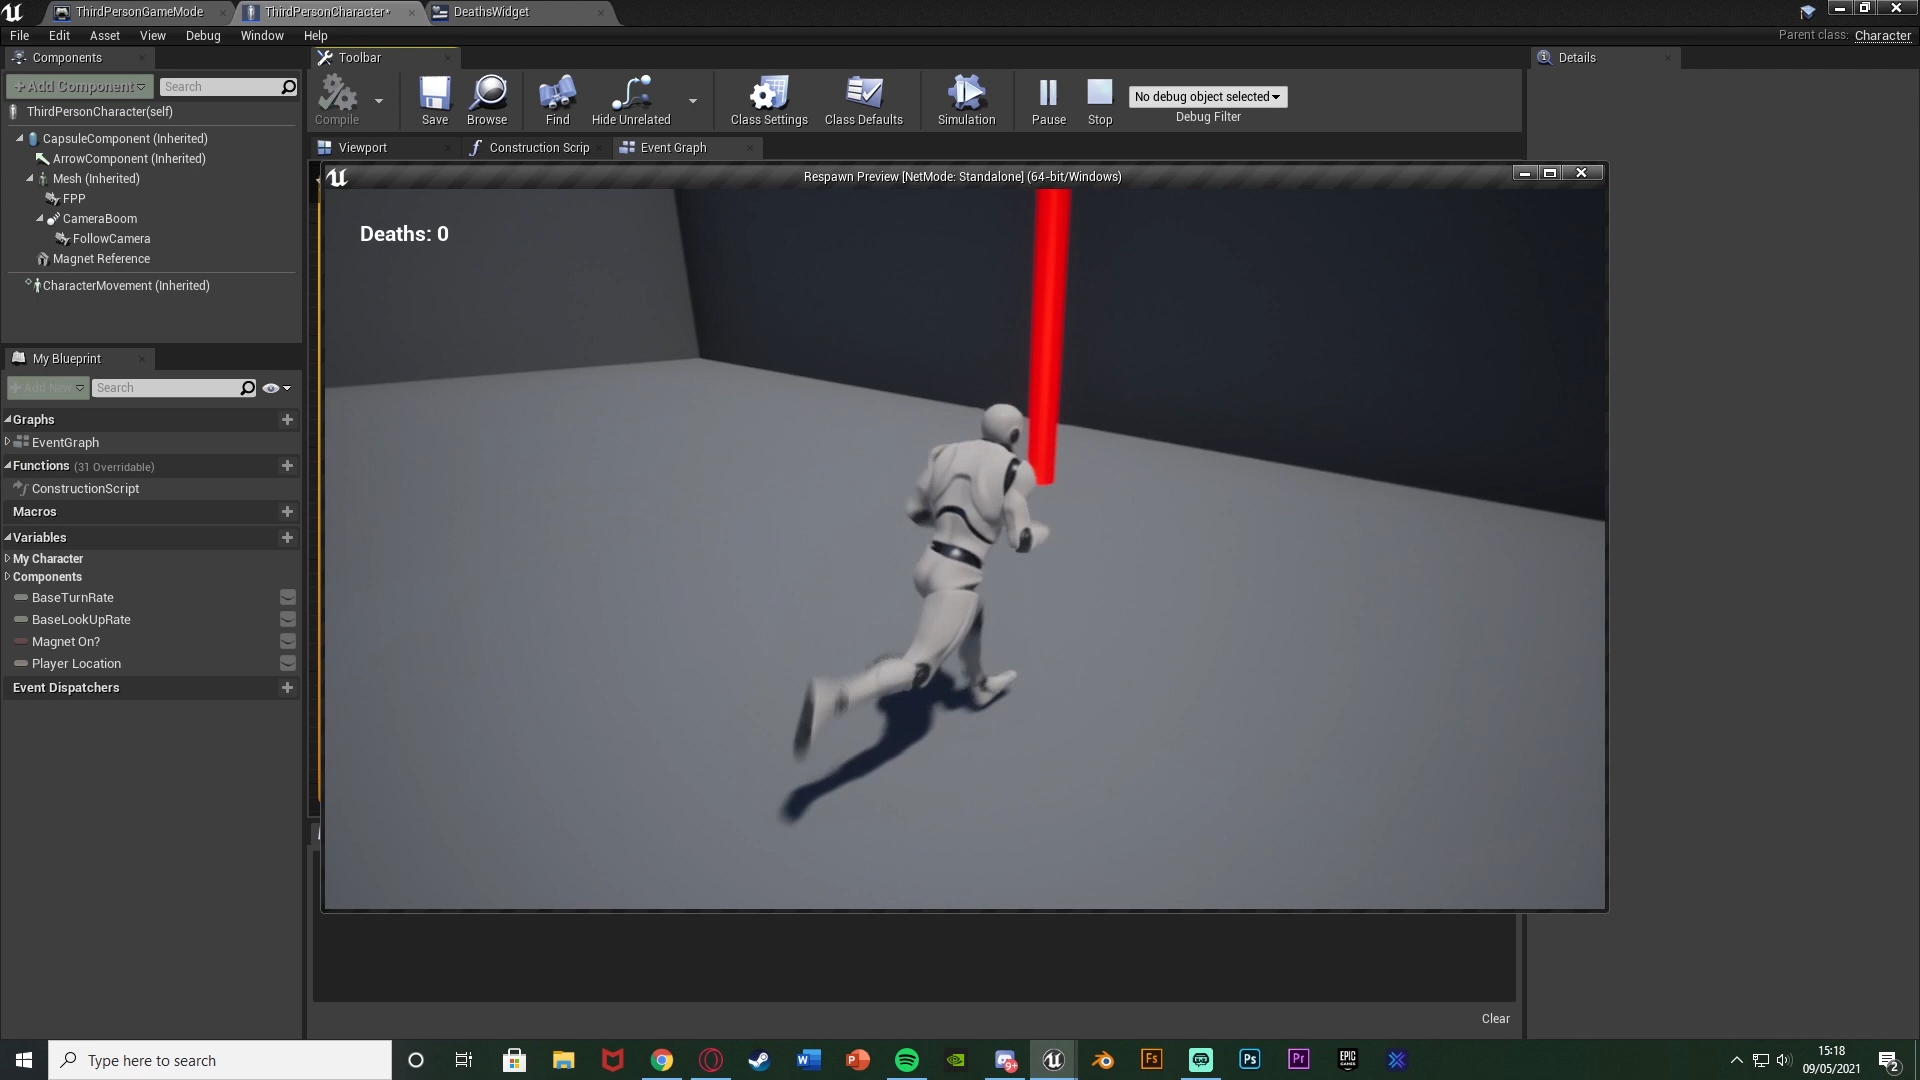 ThirdPersonGameMode
ThirdPersonCharacter*
DeathsWidget
File Edit Asset View Debug Window Help
Parent class: Character
Components
Toolbar
Details
+Add Component
Search
Compile
Save
Browse
Find
Hide Unrelated
Class Settings
Class Defaults
Simulation
Pause
Stop
No debug object selected
Debug Filter
ThirdPersonCharacter(self)
CapsuleComponent (Inherited)
ArrowComponent (Inherited)
Mesh (Inherited)
FPP
CameraBoom
FollowCamera
Magnet Reference
CharacterMovement (Inherited)
Viewport
Construction Scrip
Event Graph
Respawn Preview [NetMode: Standalone] (64-bit/Windows)
Deaths: 0
My Blueprint
+Add New
Search
Graphs
EventGraph
Functions (31 Overridable)
ConstructionScript
Macros
Variables
My Character
Components
BaseTurnRate
BaseLookUpRate
Magnet On?
Player Location
Event Dispatchers
Clear
Type here to search
15:18
09/05/2021